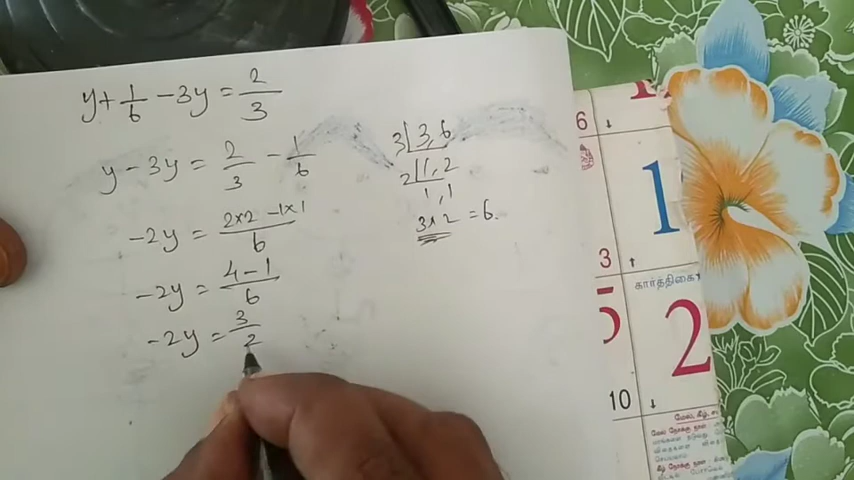 y + 1/6 - 3y = 2/3
y - 3y = 2/3 - 1/6
-2y = 2×2 - 1×1 / 6
-2y = 4 - 1 / 6
-2y = 3/2
3 | 3, 6
2 | 1, 2
1, 1
3×2 = 6.
6
1
3
கார்த்திகை
2
10